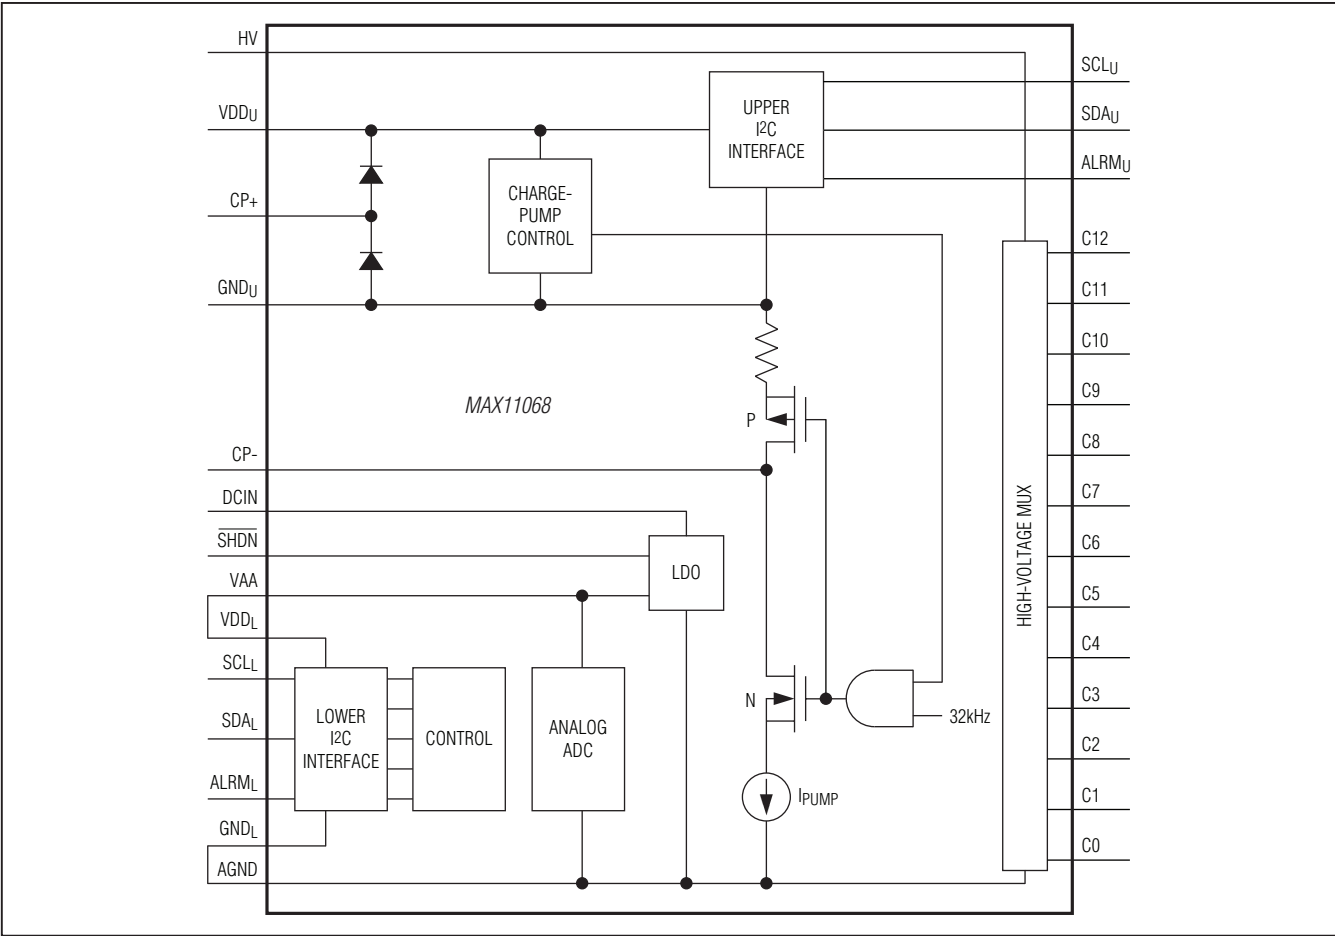 HV
VDDU
CP+
GNDU
CP-
DCIN
SHDN
VAA
VDDL
SCLL
SDAL
ALRML
GNDL
AGND
UPPER
I2C
INTERFACE
CHARGE-
PUMP
CONTROL
MAX11068
P
LDO
N
32kHz
LOWER
I2C
INTERFACE
CONTROL
ANALOG
ADC
IPUMP
HIGH-VOLTAGE MUX
SCLU
SDAU
ALRMU
C12
C11
C10
C9
C8
C7
C6
C5
C4
C3
C2
C1
C0